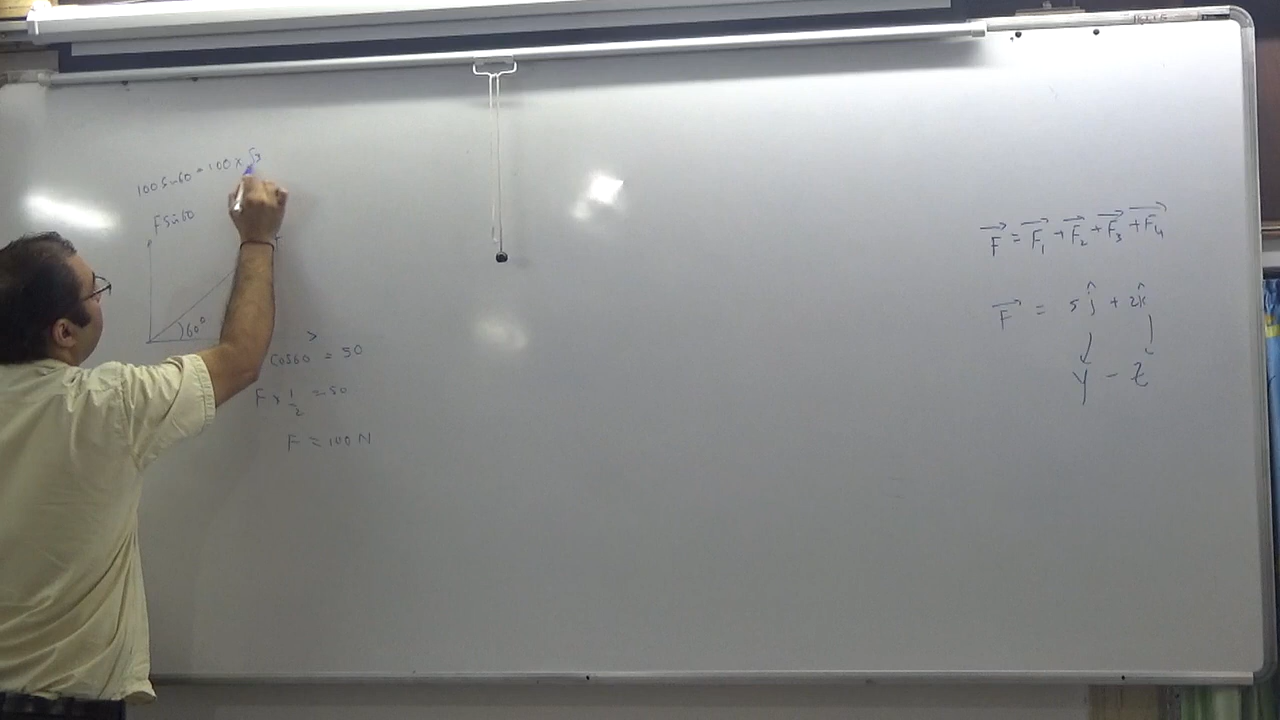 100 Sin60 = 100 × √3
F Sin60
60°
Cos60 = 50
F × 1/2 = 50
F = 100 N
F⃗ = F₁⃗ + F₂⃗ + F₃⃗ + F₄⃗
F⃗ = 5ĵ + 2k̂
Y - Z